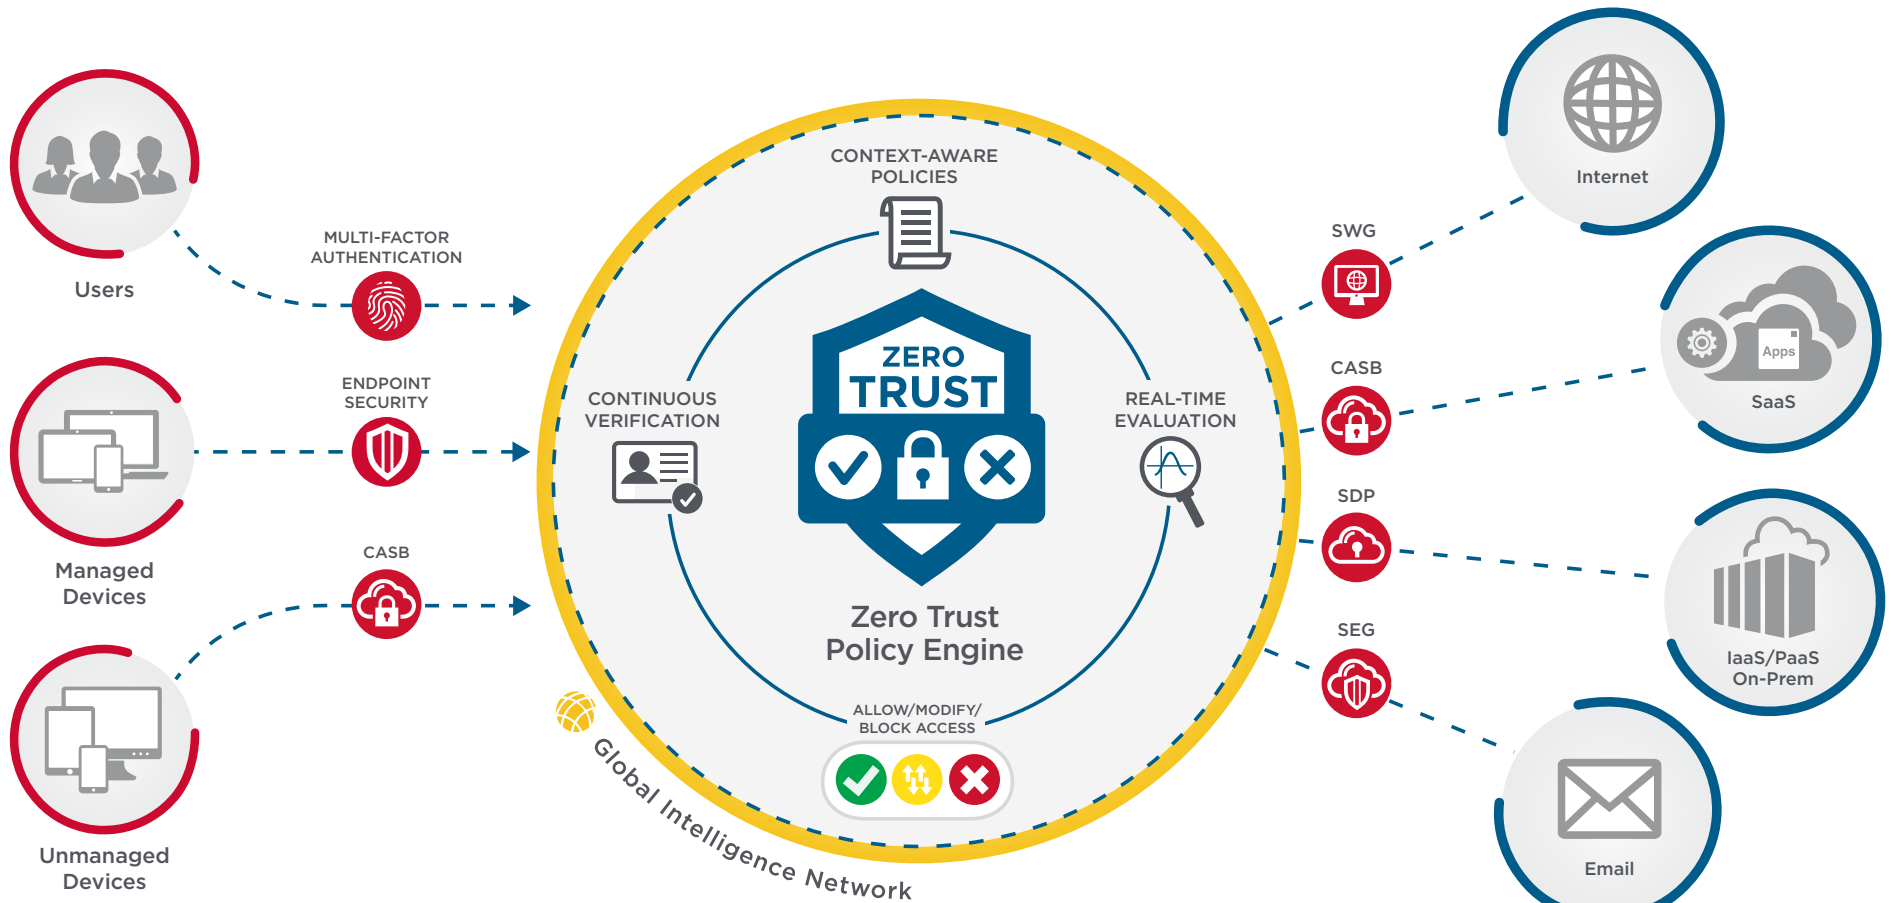 Users
MULTI-FACTOR
AUTHENTICATION
Managed
Devices
ENDPOINT
SECURITY
Unmanaged
Devices
CASB
CONTEXT-AWARE
POLICIES
CONTINUOUS
VERIFICATION
ZERO
TRUST
REAL-TIME
EVALUATION
Zero Trust
Policy Engine
ALLOW/MODIFY/
BLOCK ACCESS
Global Intelligence Network
SWG
Internet
CASB
Apps
SaaS
SDP
IaaS/PaaS
On-Prem
SEG
Email